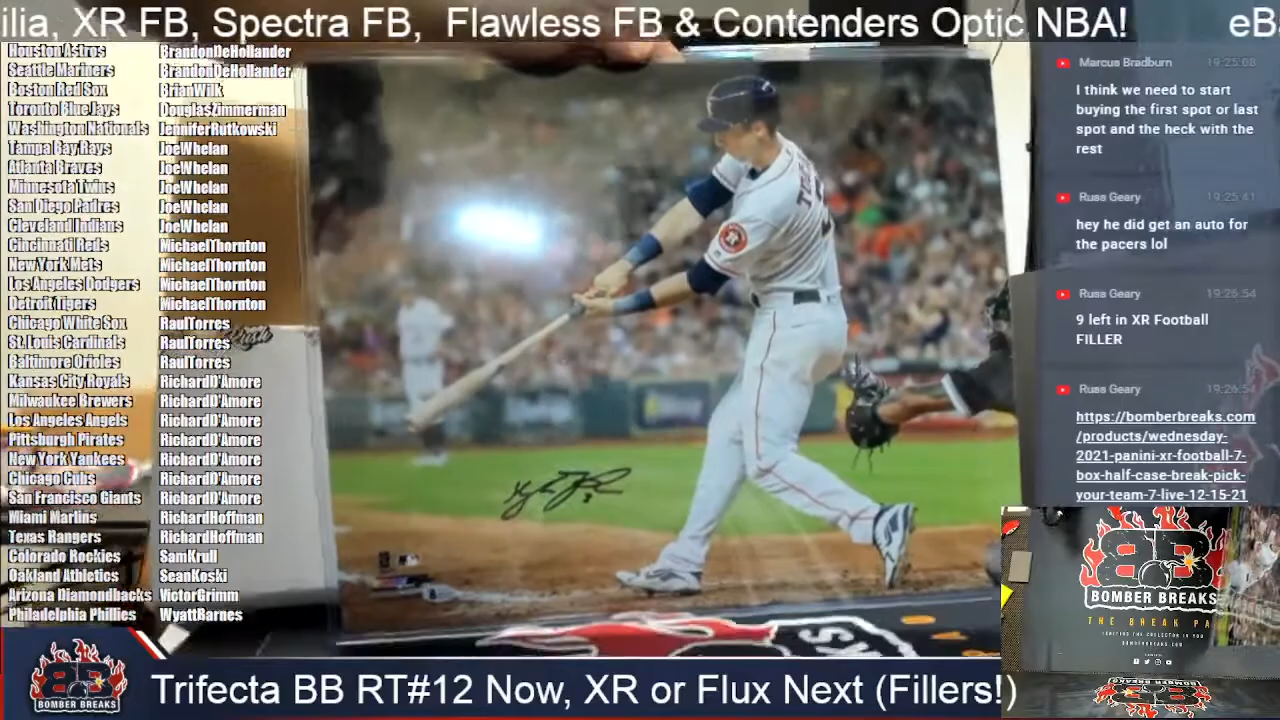 ilia, XR FB, Spectra FB, Flawless FB & Contenders Optic NBA! eB
Houston Astros BrandonDeHollander
Seattle Mariners BrandonDeHollander
Boston Red Sox BrianWilk
Toronto Blue Jays DouglasZimmerman
Washington Nationals JenniferRutkowski
Tampa Bay Rays JoeWhelan
Atlanta Braves JoeWhelan
Minnesota Twins JoeWhelan
San Diego Padres JoeWhelan
Cleveland Indians JoeWhelan
Cincinnati Reds MichaelThornton
New York Mets MichaelThornton
Los Angeles Dodgers MichaelThornton
Detroit Tigers MichaelThornton
Chicago White Sox RaulTorres
St. Louis Cardinals RaulTorres
Baltimore Orioles RaulTorres
Kansas City Royals RichardD'Amore
Milwaukee Brewers RichardD'Amore
Los Angeles Angels RichardD'Amore
Pittsburgh Pirates RichardD'Amore
New York Yankees RichardD'Amore
Chicago Cubs RichardD'Amore
San Francisco Giants RichardD'Amore
Miami Marlins RichardHoffman
Texas Rangers RichardHoffman
Colorado Rockies SamKrull
Oakland Athletics SeanKoski
Arizona Diamondbacks VictorGrimm
Philadelphia Phillies WyattBarnes
Marcus Bradburn 19:25:08
I think we need to start
buying the first spot or last
spot and the heck with the
rest
Russ Geary 19:25:41
hey he did get an auto for
the pacers lol
Russ Geary 19:26:54
9 left in XR Football
FILLER
Russ Geary 19:26:54
https://bomberbreaks.com
/products/wednesday-
2021-panini-xr-football-7-
box-half-case-break-pick-
your-team-7-live-12-15-21
BB
BOMBER BREAKS
THE BREAK PA
BB
BOMBER BREAKS
Trifecta BB RT#12 Now, XR or Flux Next (Fillers!)